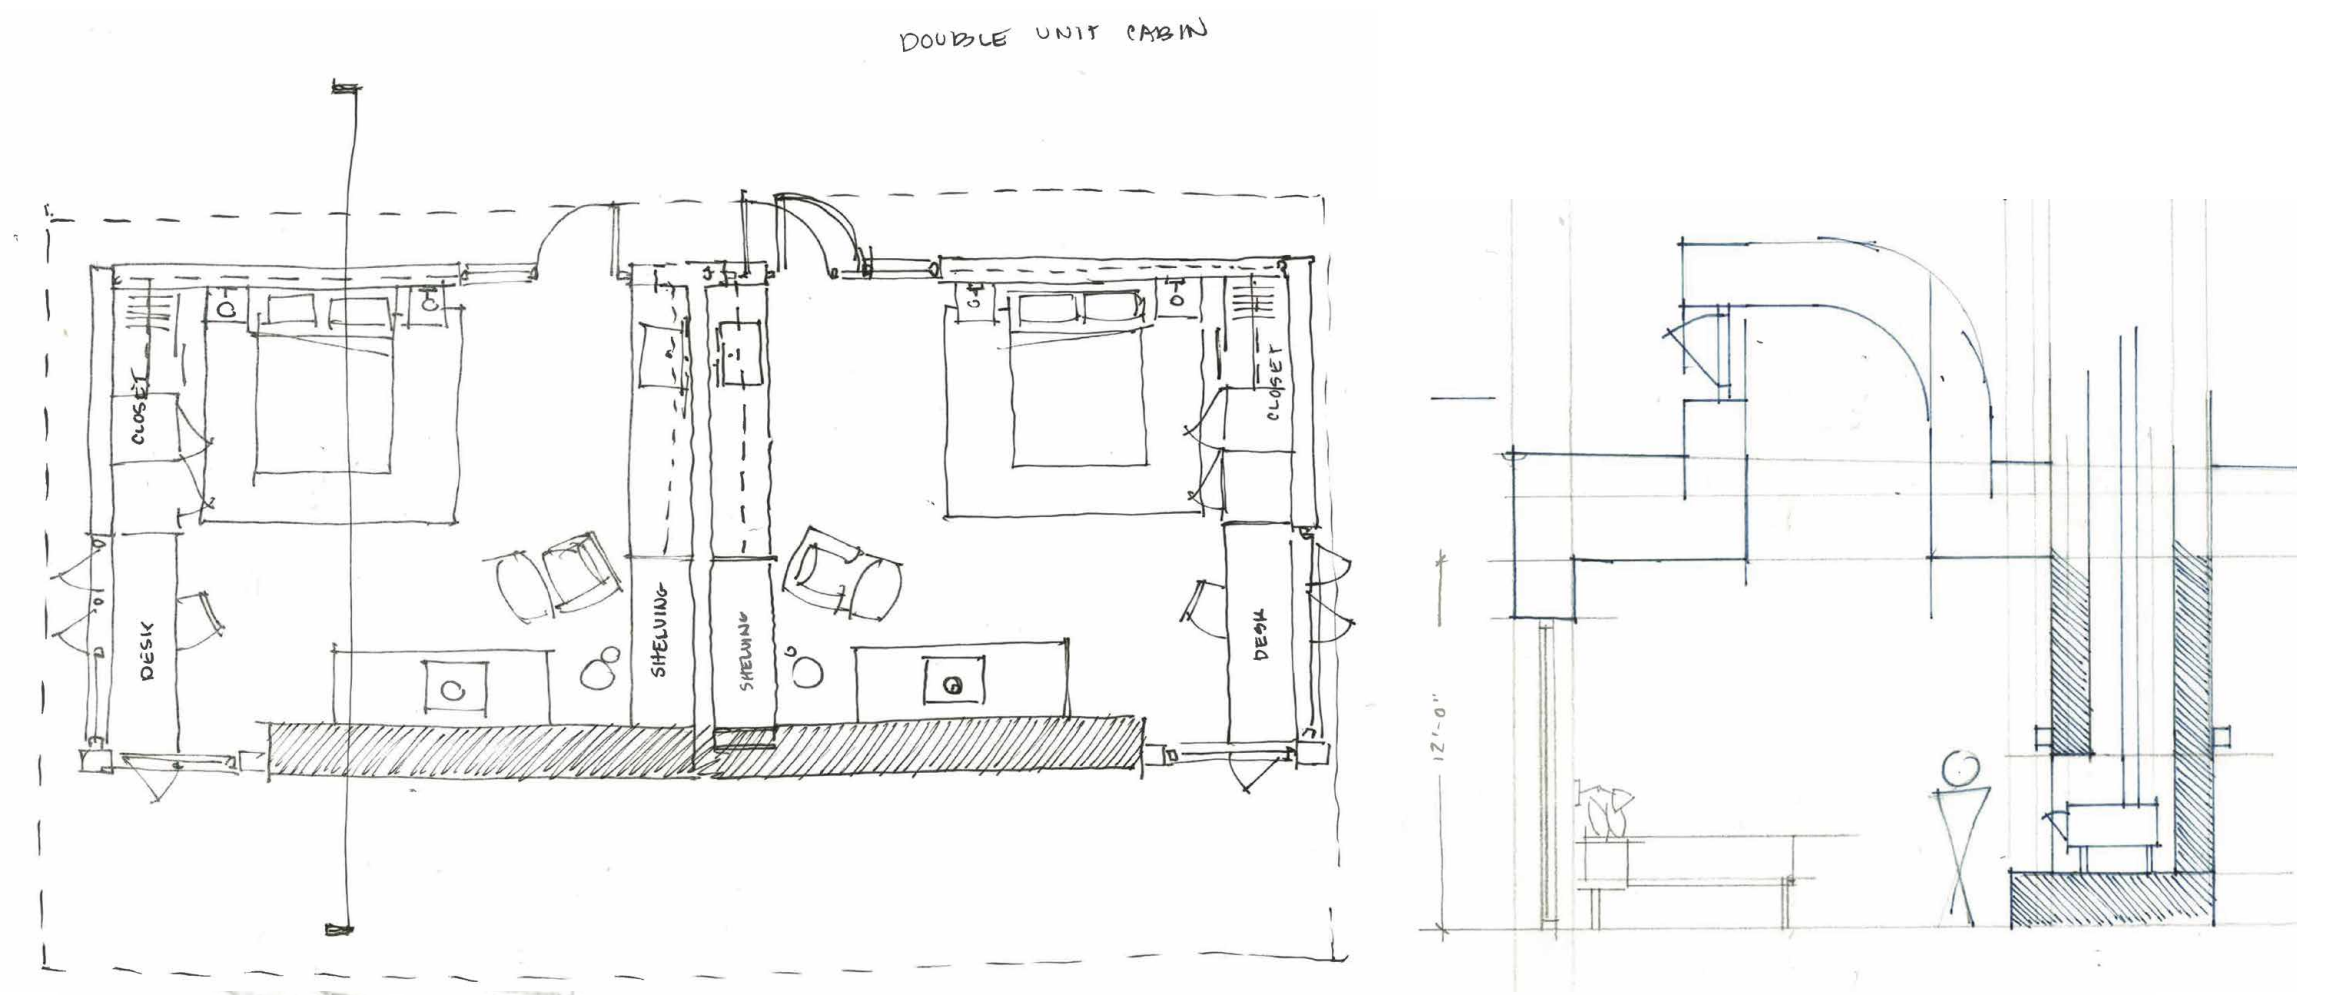 DOUBLE UNIT CABIN
CLOSET
CLOSET
DESK
SHELVING
SHELVING
DESK
12'-0"